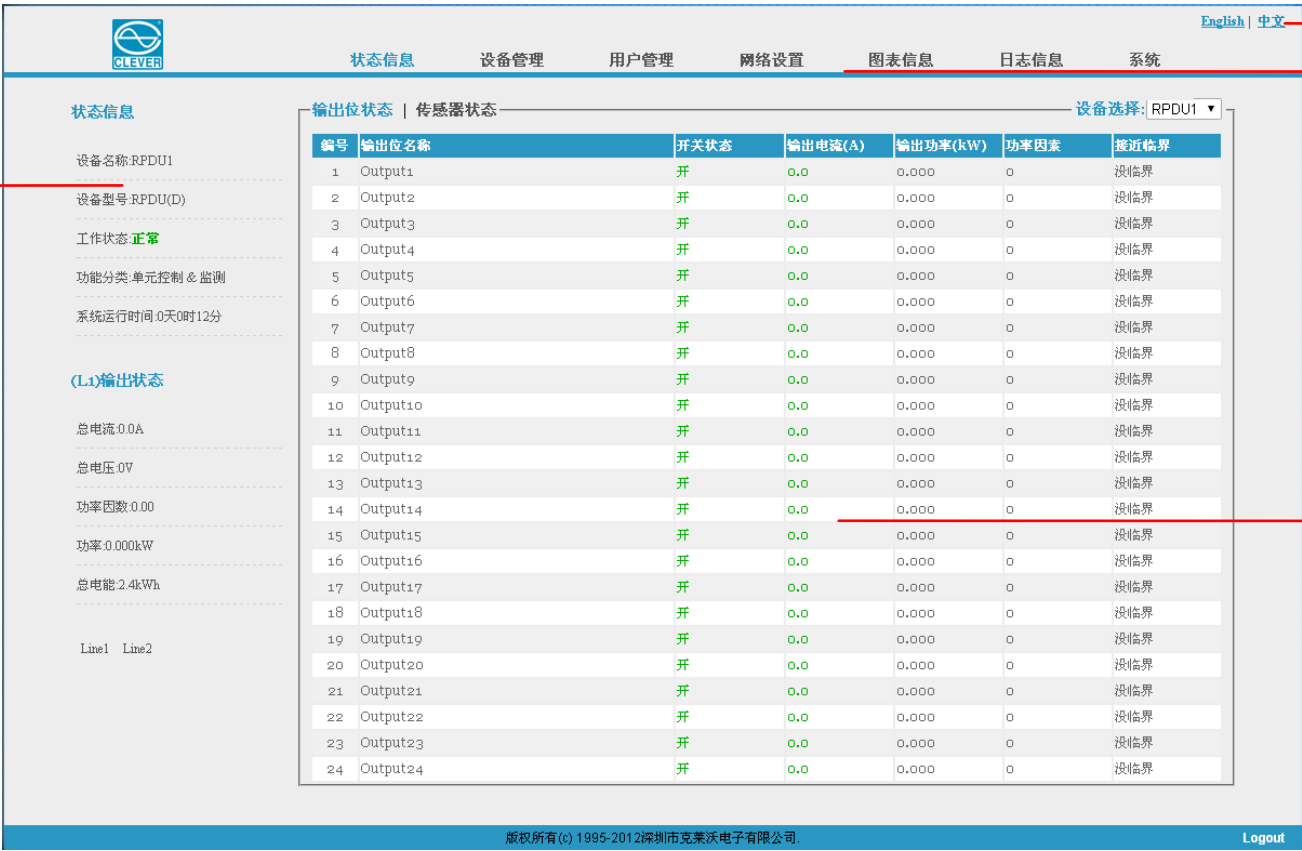 English | 中文
CLEVER
状态信息 设备管理 用户管理 网络设置 图表信息 日志信息 系统
状态信息
设备名称:RPDU1
设备型号:RPDU(D)
工作状态:正常
功能分类:单元控制 & 监测
系统运行时间:0天0时12分
(L1)输出状态
总电流:0.0A
总电压:0V
功率因数:0.00
功率:0.000kW
总电能:2.4kWh
Line1 Line2
输出位状态 | 传感器状态
设备选择: RPDU1
编号 输出位名称 开关状态 输出电流(A) 输出功率(kW) 功率因素 接近临界
1 Output1 开 0.0 0.000 0 没临界
2 Output2 开 0.0 0.000 0 没临界
3 Output3 开 0.0 0.000 0 没临界
4 Output4 开 0.0 0.000 0 没临界
5 Output5 开 0.0 0.000 0 没临界
6 Output6 开 0.0 0.000 0 没临界
7 Output7 开 0.0 0.000 0 没临界
8 Output8 开 0.0 0.000 0 没临界
9 Output9 开 0.0 0.000 0 没临界
10 Output10 开 0.0 0.000 0 没临界
11 Output11 开 0.0 0.000 0 没临界
12 Output12 开 0.0 0.000 0 没临界
13 Output13 开 0.0 0.000 0 没临界
14 Output14 开 0.0 0.000 0 没临界
15 Output15 开 0.0 0.000 0 没临界
16 Output16 开 0.0 0.000 0 没临界
17 Output17 开 0.0 0.000 0 没临界
18 Output18 开 0.0 0.000 0 没临界
19 Output19 开 0.0 0.000 0 没临界
20 Output20 开 0.0 0.000 0 没临界
21 Output21 开 0.0 0.000 0 没临界
22 Output22 开 0.0 0.000 0 没临界
23 Output23 开 0.0 0.000 0 没临界
24 Output24 开 0.0 0.000 0 没临界
版权所有(c) 1995-2012深圳市克莱沃电子有限公司.
Logout